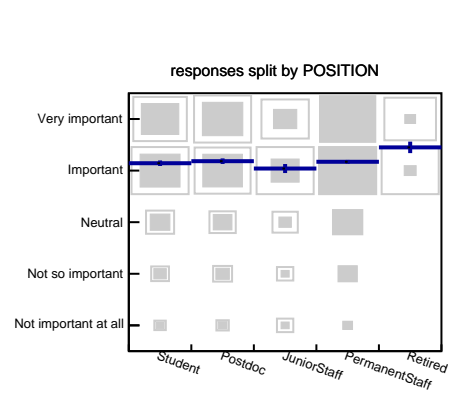 responses split by POSITION
Very important
Important
Neutral
Not so important
Not important at all
Student
Postdoc
JuniorStaff
PermanentStaff
Retired